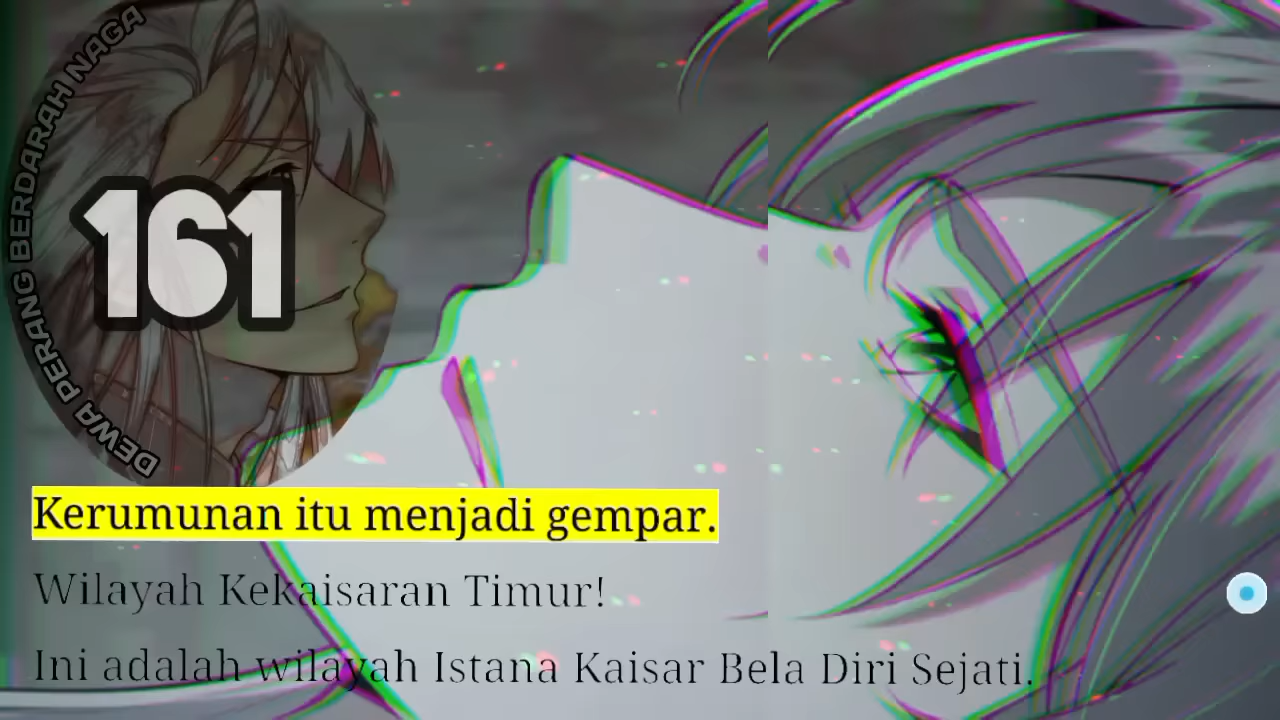 DEWA PERANG BERDARAH NAGA
161
Kerumunan itu menjadi gempar.
Wilayah Kekaisaran Timur!
Ini adalah wilayah Istana Kaisar Bela Diri Sejati.